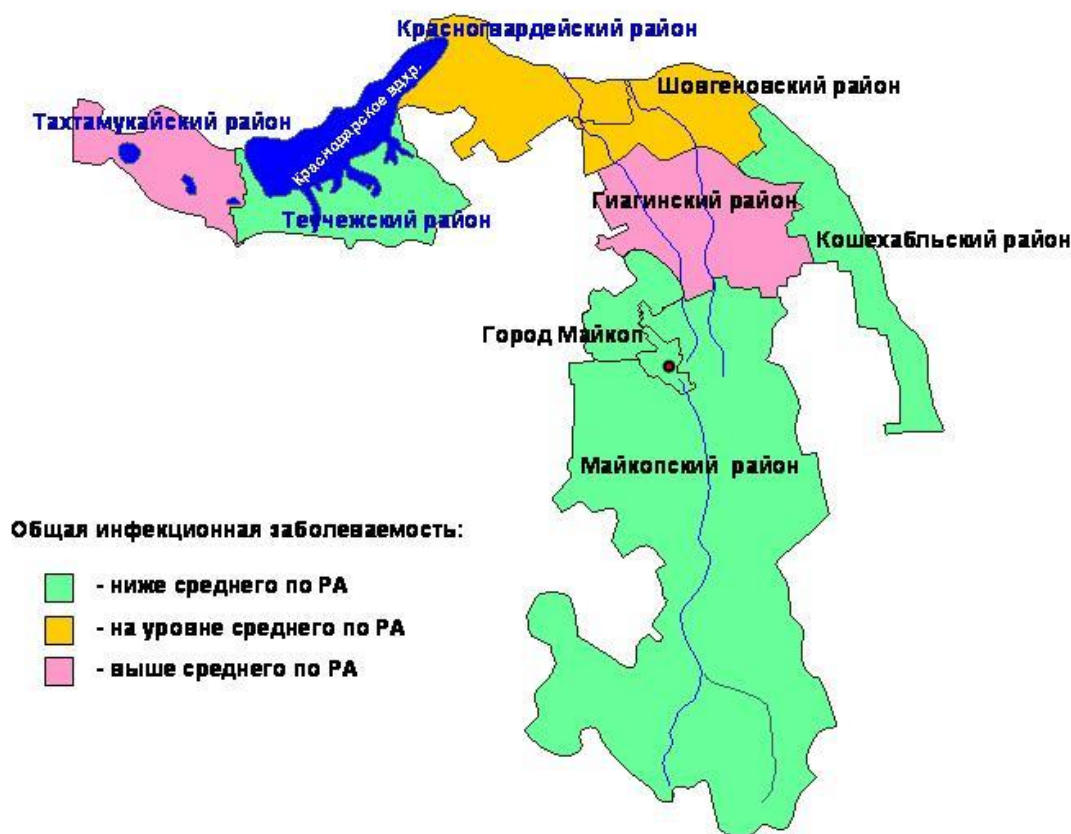 Красногвардейский район
Шовгеновский район
Тахтамукайский район
Краснодарское вдхр.
Гиагинский район
Теучежский район
Кошехабльский район
Город Майкоп
Майкопский район
Общая инфекционная заболеваемость:
- ниже среднего по РА
- на уровне среднего по РА
- выше среднего по РА